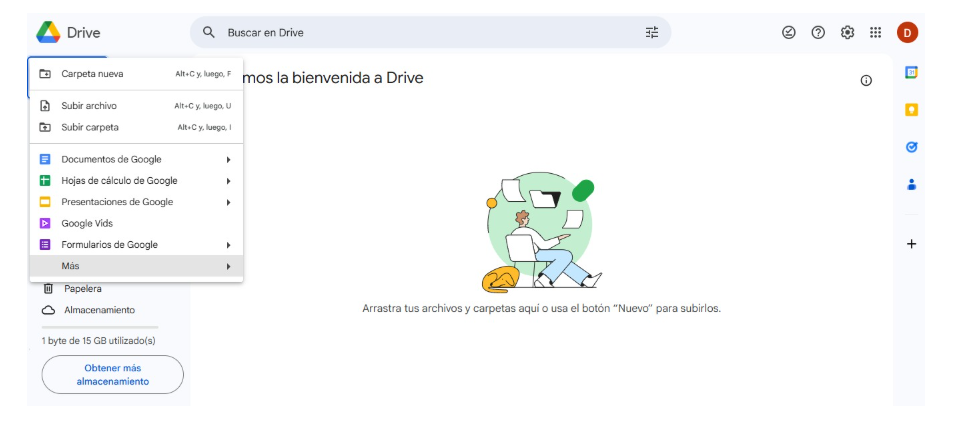 Drive
Buscar en Drive
D
Carpeta nueva Alt+C y, luego, F
Subir archivo Alt+C y, luego, U
Subir carpeta Alt+C y, luego, I
Documentos de Google
Hojas de cálculo de Google
Presentaciones de Google
Google Vids
Formularios de Google
Más
Papelera
Almacenamiento
1 byte de 15 GB utilizado(s)
Obtener más
almacenamiento
mos la bienvenida a Drive
Arrastra tus archivos y carpetas aquí o usa el botón “Nuevo” para subirlos.
31